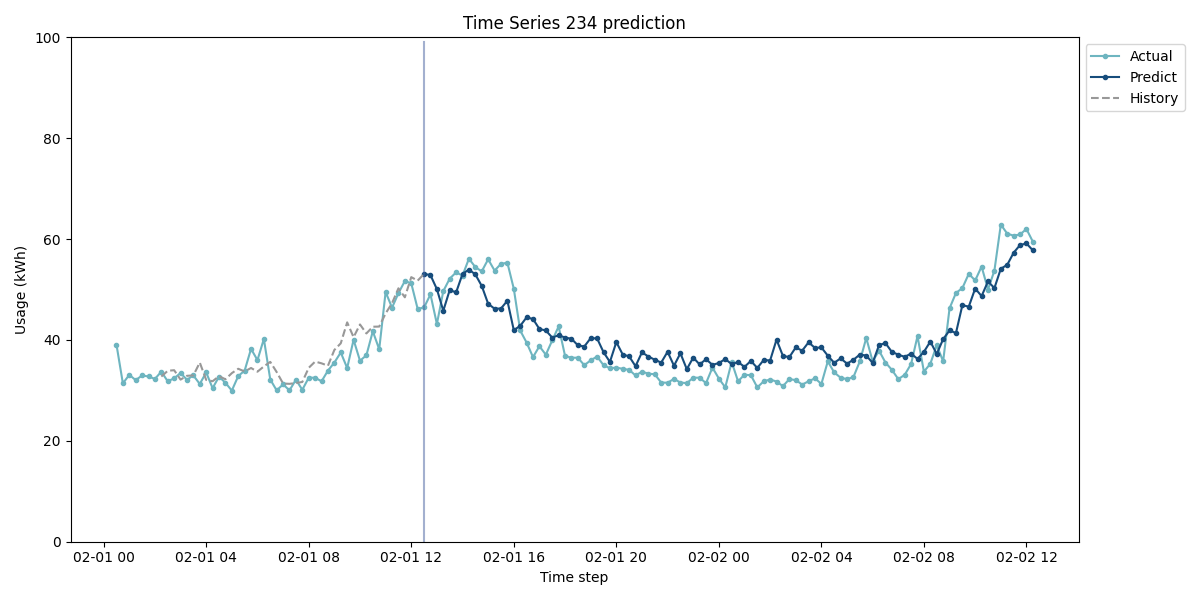 Time Series 234 prediction
Usage (kWh)
100
80
60
40
20
0
02-01 00
02-01 04
02-01 08
02-01 12
02-01 16
02-01 20
02-02 00
02-02 04
02-02 08
02-02 12
Time step
Actual
Predict
History